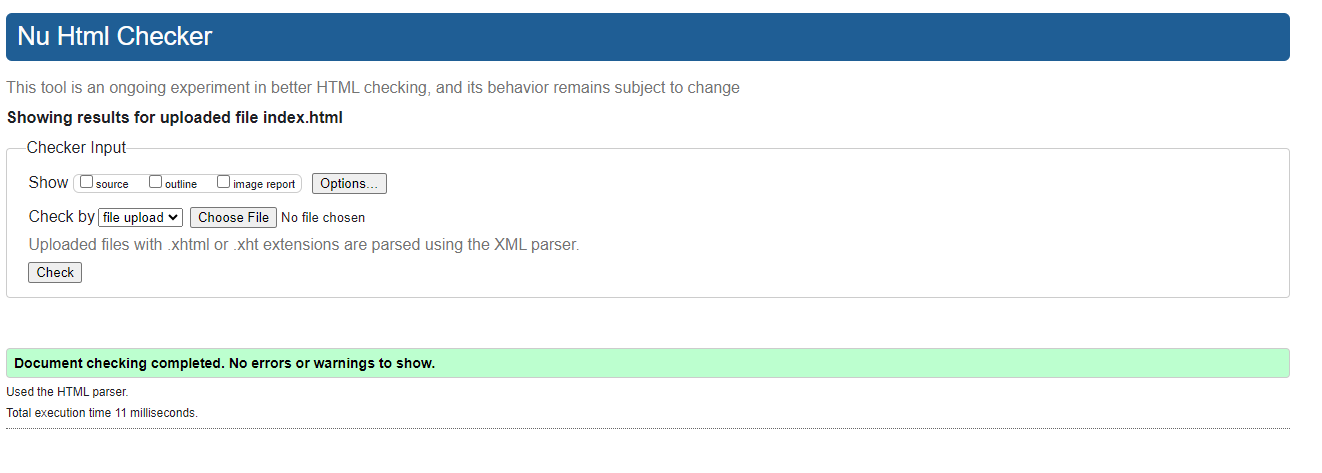 Nu Html Checker
This tool is an ongoing experiment in better HTML checking, and its behavior remains subject to change
Showing results for uploaded file index.html
Checker Input
Show source outline image report Options...
Check by file upload Choose File No file chosen
Uploaded files with .xhtml or .xht extensions are parsed using the XML parser.
Check
Document checking completed. No errors or warnings to show.
Used the HTML parser.
Total execution time 11 milliseconds.